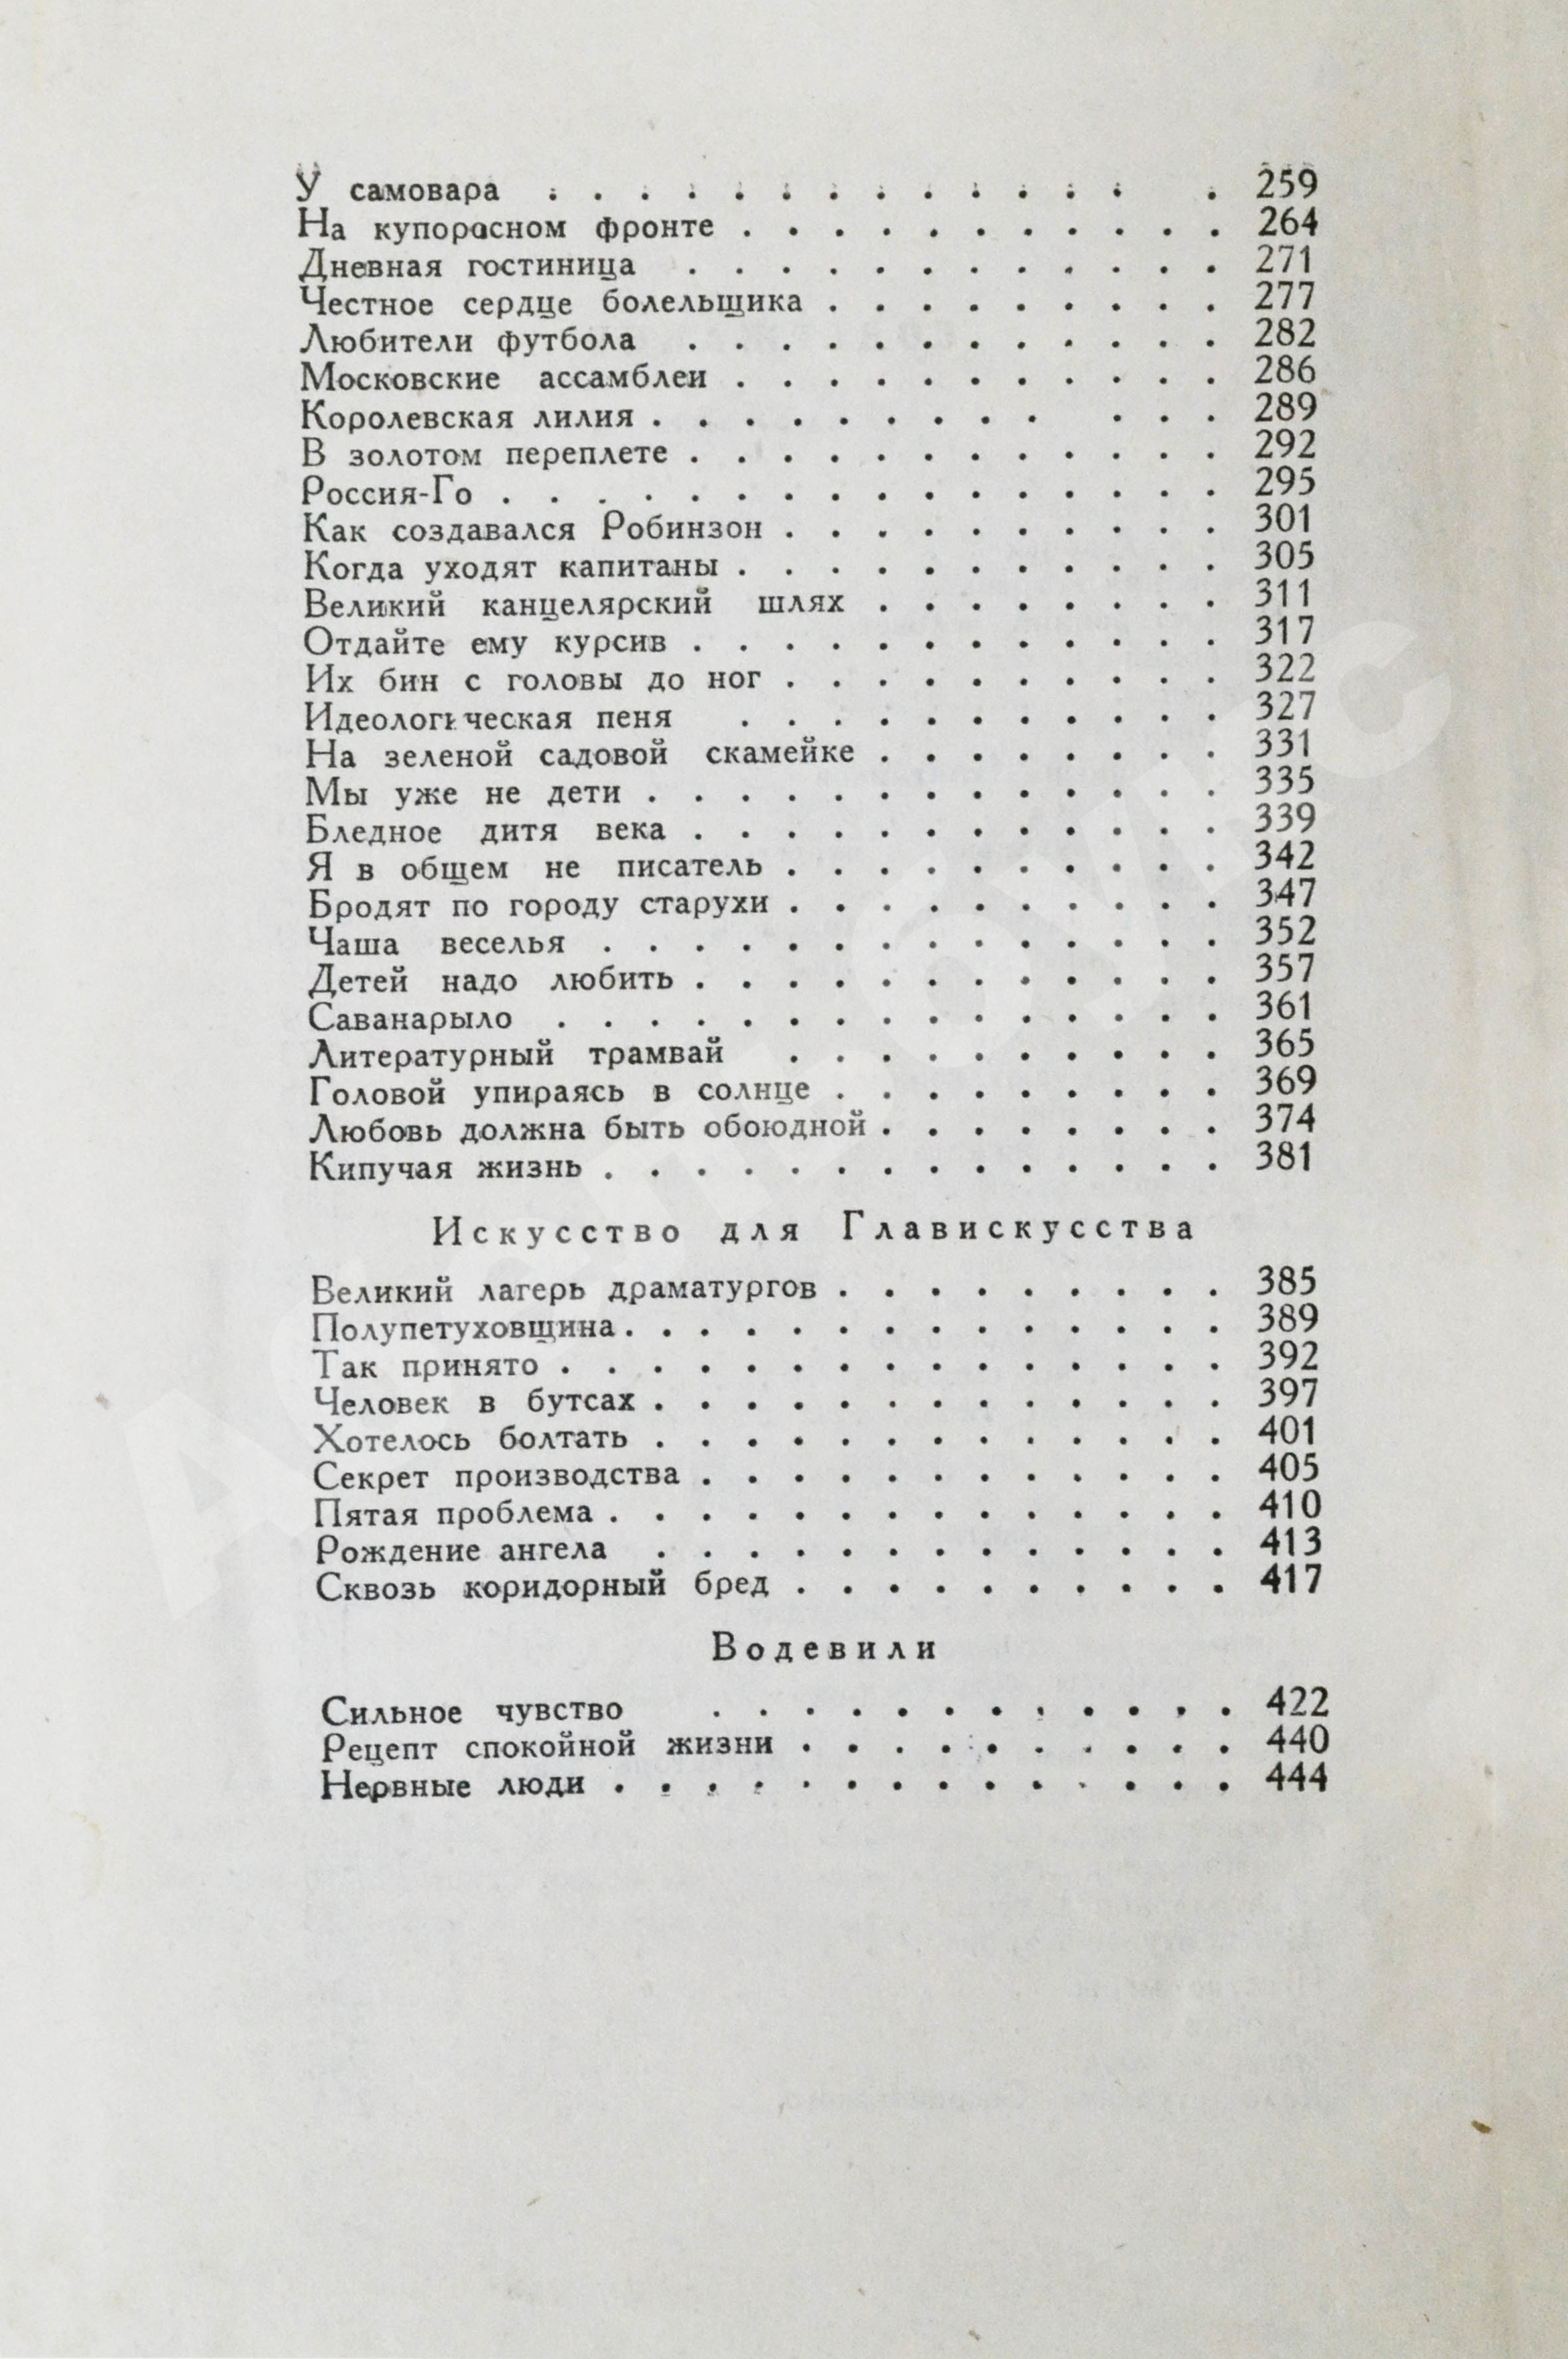 У самовара . . . . . . . . . . . . . . 259
На купоросном фронте . . . . . . . . . . . 264
Дневная гостиница . . . . . . . . . . . . 271
Честное сердце болельщика . . . . . . . . . 277
Любители футбола . . . . . . . . . . . . 282
Московские ассамблеи . . . . . . . . . . . 286
Королевская лилия . . . . . . . . . . . . 289
В золотом переплете . . . . . . . . . . . . 292
Россия-Го . . . . . . . . . . . . . . . . 295
Как создавался Робинзон . . . . . . . . . . 301
Когда уходят капитаны . . . . . . . . . . . 305
Великий канцелярский шлях . . . . . . . . 311
Отдайте ему курсив . . . . . . . . . . . . 317
Их бин с головы до ног . . . . . . . . . . 322
Идеологическая пеня . . . . . . . . . . . 327
На зеленой садовой скамейке . . . . . . . . 331
Мы уже не дети . . . . . . . . . . . . . 335
Бледное дитя века . . . . . . . . . . . . 339
Я в общем не писатель . . . . . . . . . . 342
Бродят по городу старухи . . . . . . . . . . 347
Чаша веселья . . . . . . . . . . . . . . 352
Детей надо любить . . . . . . . . . . . . 357
Саванарыло . . . . . . . . . . . . . . . 361
Литературный трамвай . . . . . . . . . . 365
Головой упираясь в солнце . . . . . . . . . 369
Любовь должна быть обоюдной . . . . . . . . 374
Кипучая жизнь . . . . . . . . . . . . . . 381
Искусство для Главискусства
Великий лагерь драматургов . . . . . . . . . 385
Полупетуховщина . . . . . . . . . . . . . . 389
Так принято . . . . . . . . . . . . . . . 392
Человек в бутсах . . . . . . . . . . . . . 397
Хотелось болтать . . . . . . . . . . . . . 401
Секрет производства . . . . . . . . . . . . 405
Пятая проблема . . . . . . . . . . . . . . 410
Рождение ангела . . . . . . . . . . . . . 413
Сквозь коридорный бред . . . . . . . . . . 417
Водевили
Сильное чувство . . . . . . . . . . . . 422
Рецепт спокойной жизни . . . . . . . . . . 440
Нервные люди . . . . . . . . . . . . . . 444